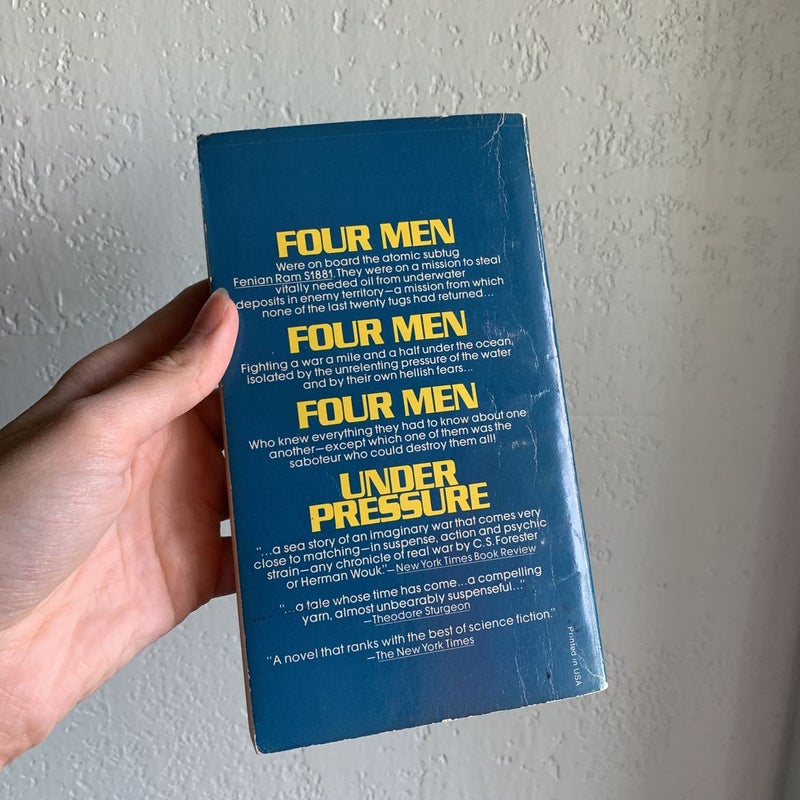 FOUR MEN
Were on board the atomic subtug
Fenian Ram S1881. They were on a mission to steal
vitally needed oil from underwater
deposits in enemy territory—a mission from which
none of the last twenty tugs had returned...
FOUR MEN
Fighting a war a mile and a half under the ocean,
isolated by the unrelenting pressure of the water
and by their own hellish fears...
FOUR MEN
Who knew everything they had to know about one
another—except which one of them was the
saboteur who could destroy them all!
UNDER
PRESSURE
"...a sea story of an imaginary war that comes very
close to matching—in suspense, action and psychic
strain—any chronicle of real war by C.S. Forester
or Herman Wouk."—New York Times Book Review
"...a tale whose time has come...a compelling
yarn, almost unbearably suspenseful..."
—Theodore Sturgeon
"A novel that ranks with the best of science fiction."
—The New York Times
Printed in USA